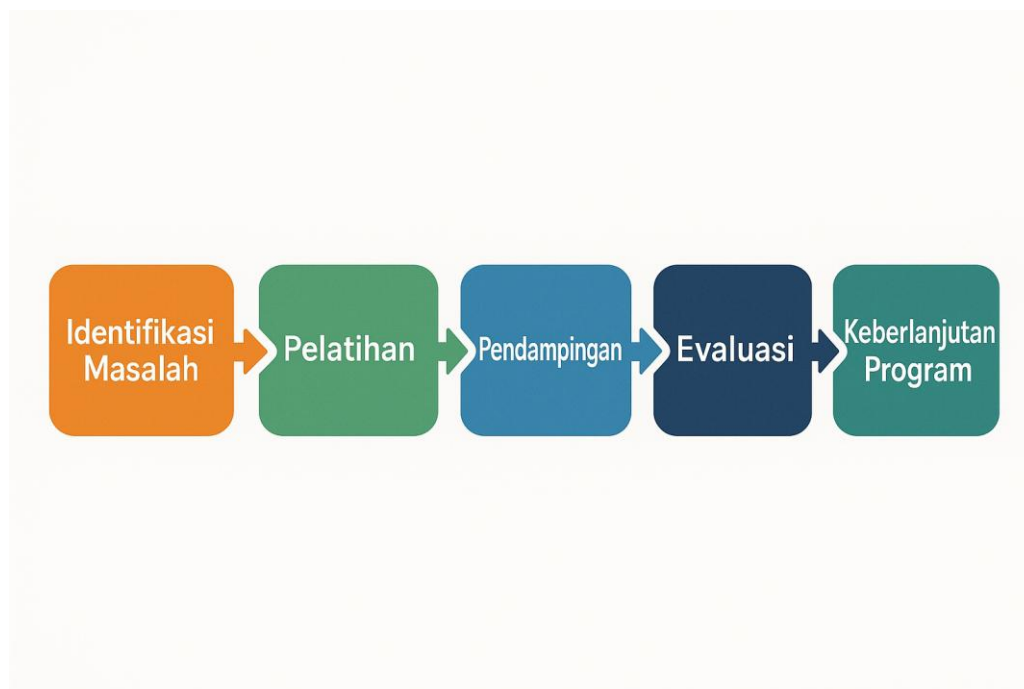 Identifikasi
Masalah
Pelatihan
Pendampingan
Evaluasi
Keberlanjutan
Program